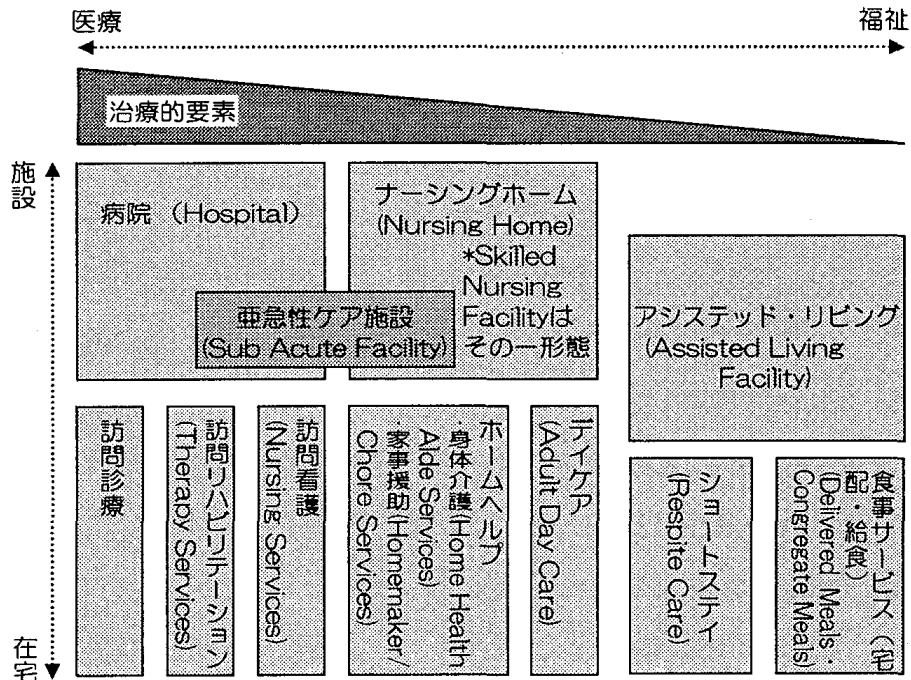 医療
福祉
治療的要素
施設
病院 (Hospital)
ナーシングホーム
(Nursing Home)
*Skilled
Nursing
Facilityは
その一形態
亜急性ケア施設
(Sub Acute Facility)
アシステッド・リビング
(Assisted Living
Facility)
訪問診療
訪問リハビリテーション
(Therapy Services)
訪問看護
(Nursing Services)
ホームヘルプ
・身体介護(Home Health
Aide Services)
・家事援助(Homemaker/
Chore Services)
ディケア
(Adult Day Care)
ショートスティ
(Respite Care)
食事サービス（宅
配・給食）
(Delivered Meals・
Congregate Meals)
在宅